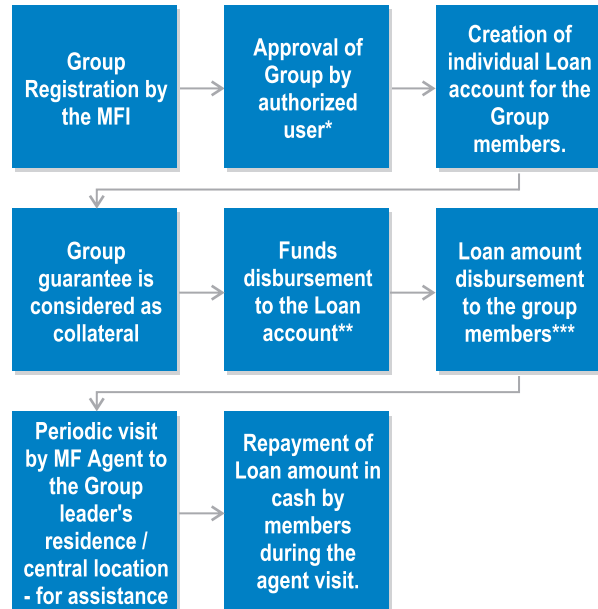 Group
Registration by
the MFI
Approval of
Group by
authorized
user*
Creation of
individual Loan
account for the
Group
members.
Group
guarantee is
considered as
collateral
Funds
disbursement
to the Loan
account**
Loan amount
disbursement
to the group
members***
Periodic visit
by MF Agent to
the Group
leader's
residence /
central location
- for assistance
Repayment of
Loan amount in
cash by
members
during the
agent visit.